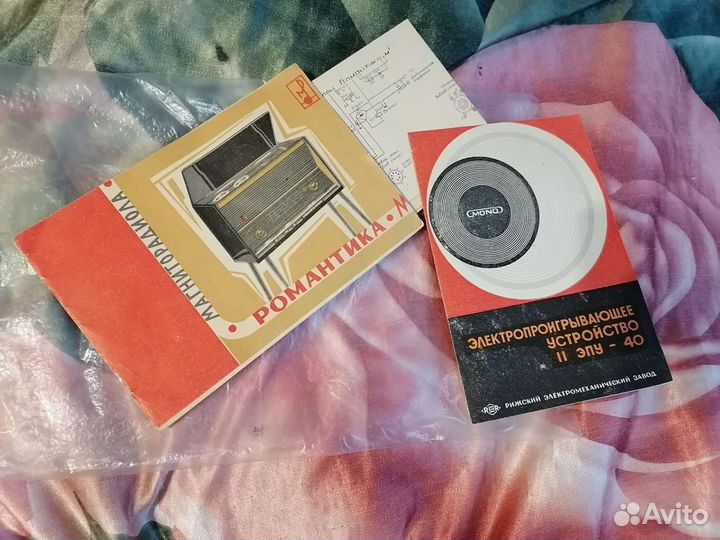 МАГНИТОРАДИОЛА
• РОМАНТИКА • М
MONO
ЭЛЕКТРОПРОИГРЫВАЮЩЕЕ
УСТРОЙСТВО
II ЭПУ - 40
РИЖСКИЙ ЭЛЕКТРОМЕХАНИЧЕСКИЙ ЗАВОД
Avito